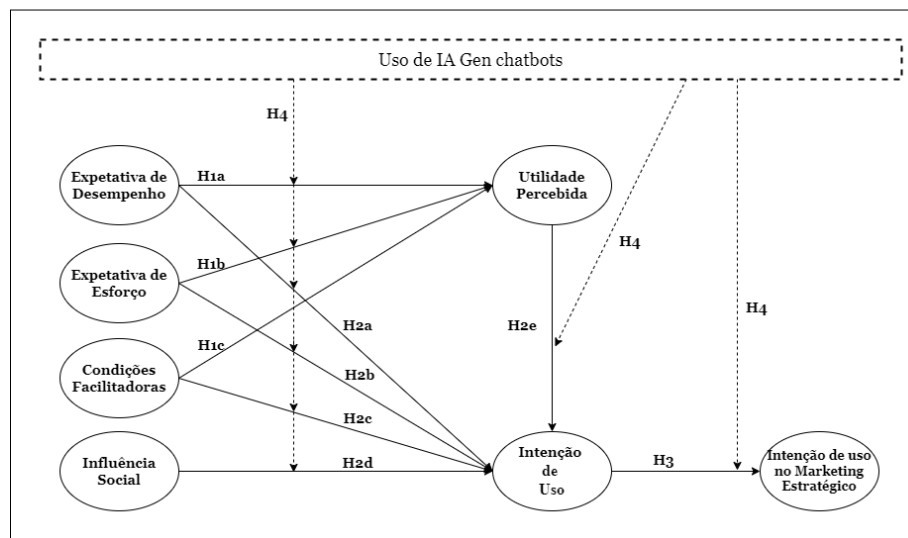 Uso de IA Gen chatbots
H4
Expetativa de
Desempenho
H1a
Utilidade
Percebida
H4
Expetativa de
Esforço
H1b
H2a
H2e
H4
H1c
Condições
Facilitadoras
H2b
H2c
Influência
Social
H2d
Intenção
de
Uso
H3
Intenção de uso
no Marketing
Estratégico